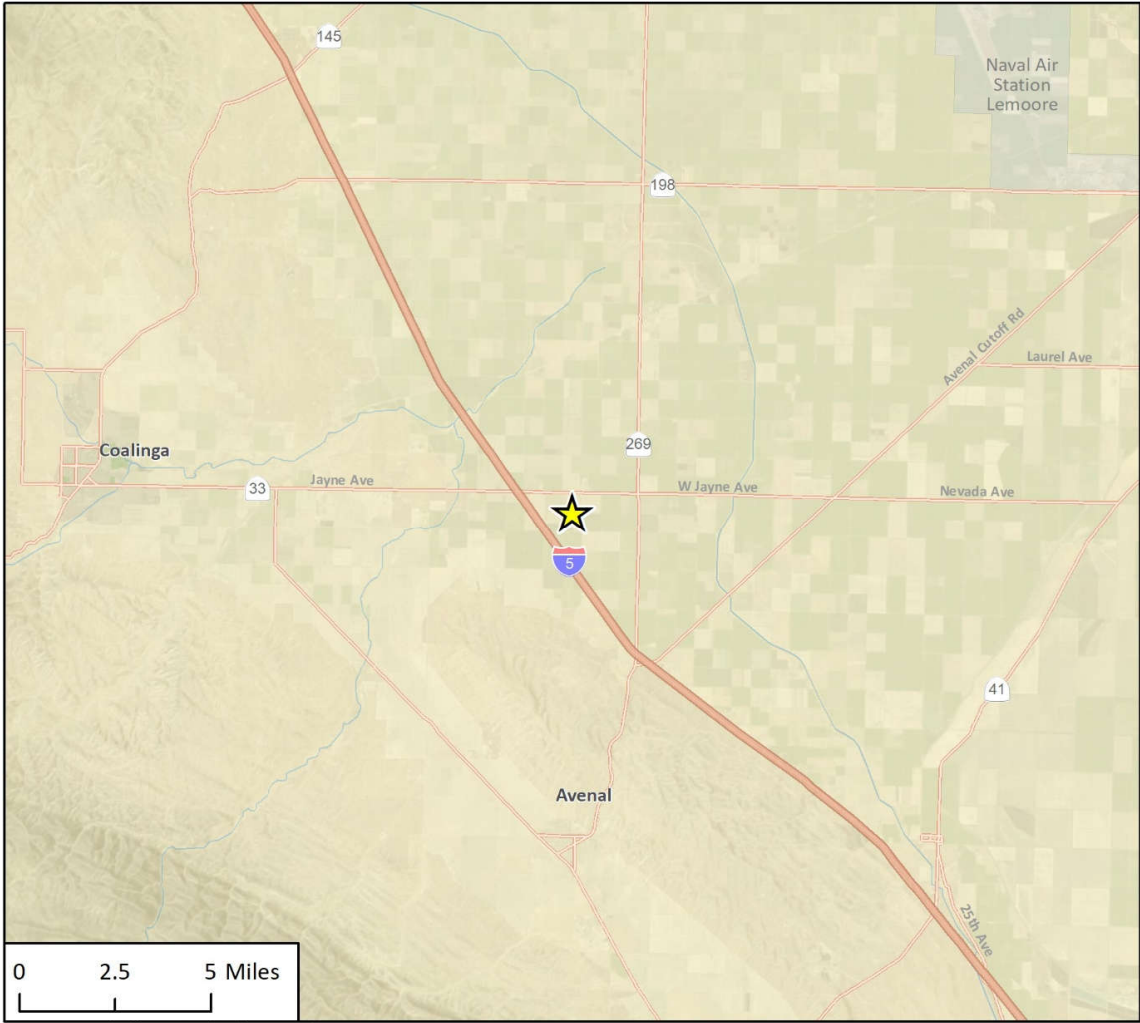 145
Naval Air
Station
Lemoore
198
Avenal Cutoff Rd
Laurel Ave
Coalinga
269
33
Jayne Ave
W Jayne Ave
Nevada Ave
5
41
Avenal
25th Ave
0 2.5 5 Miles